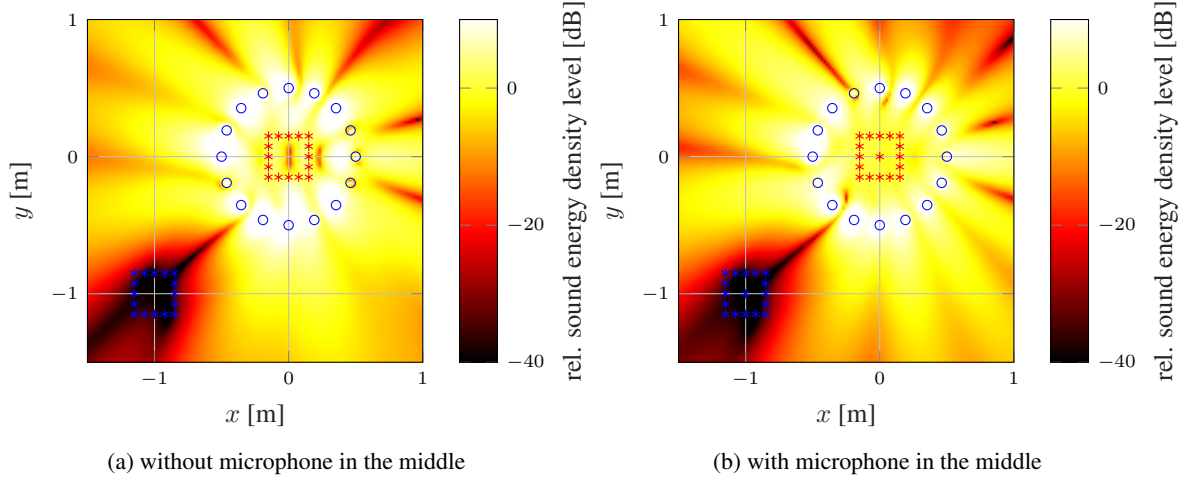 1
0
−1
y [m]
−1
0
1
x [m]
0
−20
−40
rel. sound energy density level [dB]
(a) without microphone in the middle
1
0
−1
y [m]
−1
0
1
x [m]
0
−20
−40
rel. sound energy density level [dB]
(b) with microphone in the middle